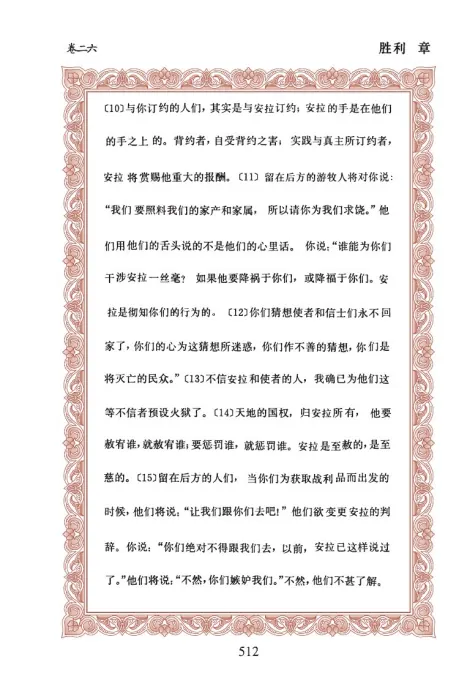 卷二六
胜利 章
〔10〕与你订约的人们，其实是与安拉订约；安拉的手是在他们
的手之上的。背约者，自受背约之害；实践与真主所订约者，
安拉将赏赐他重大的报酬。〔11〕留在后方的游牧人将对你说：
“我们要照料我们的家产和家属，所以请你为我们求饶。”他
们用他们的舌头说的不是他们的心里话。你说：“谁能为你们
干涉安拉一丝毫？如果他要降祸于你们，或降福于你们。安
拉是彻知你们的行为的。〔12〕你们猜想使者和信士们永不回
家了，你们的心为这猜想所迷惑，你们作不善的猜想，你们是
将灭亡的民众。”〔13〕不信安拉和使者的人，我确已为他们这
等不信者预设火狱了。〔14〕天地的国权，归安拉所有，他要
赦宥谁，就赦宥谁；要惩罚谁，就惩罚谁。安拉是至赦的，是至
慈的。〔15〕留在后方的人们，当你们为获取战利品而出发的
时候，他们将说：“让我们跟你们去吧！”他们欲变更安拉的判
辞。你说：“你们绝对不得跟我们去，以前，安拉已这样说过
了。”他们将说：“不然，你们嫉妒我们。”不然，他们不甚了解。
512